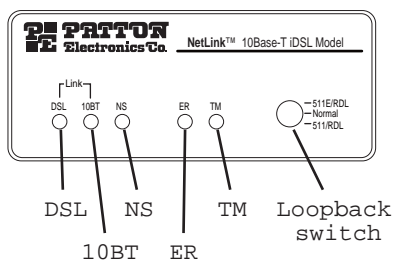 PATTON
Electronics Co.
NetLink™ 10Base-T iDSL Model
Link
DSL 10BT NS ER TM
511E/RDL
Normal
511/RDL
DSL NS TM Loopback switch
10BT ER